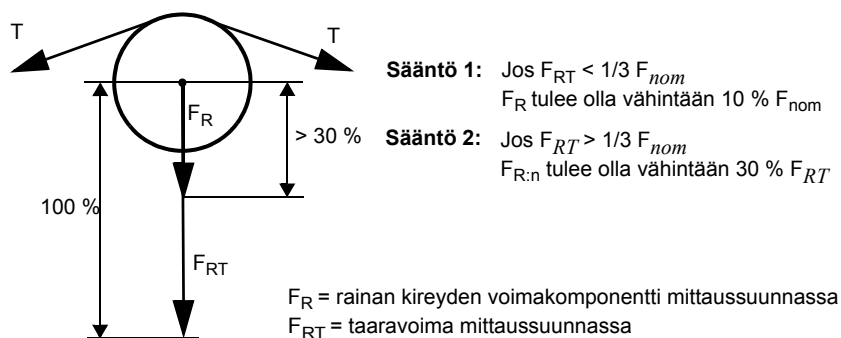 T
T
Sääntö 1: Jos FRT < 1/3 Fnom
FR tulee olla vähintään 10 % Fnom
FR
> 30 %
Sääntö 2: Jos FRT > 1/3 Fnom
FR:n tulee olla vähintään 30 % FRT
100 %
FRT
FR = rainan kireyden voimakomponentti mittaussuunnassa
FRT = taaravoima mittaussuunnassa